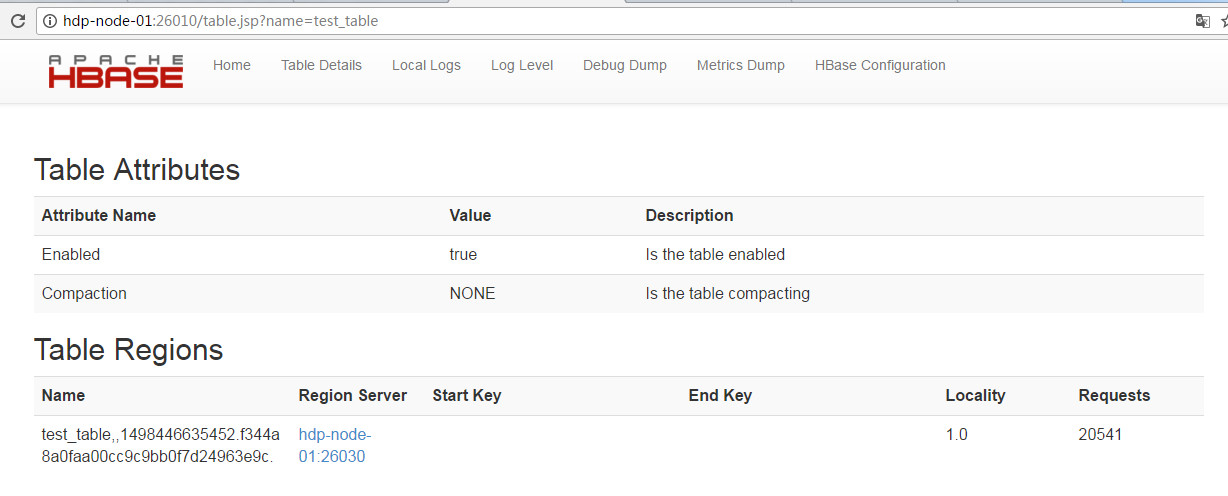 hdp-node-01:26010/table.jsp?name=test_table
APACHE
HBASE
Home Table Details Local Logs Log Level Debug Dump Metrics Dump HBase Configuration
Table Attributes
Attribute Name Value Description
Enabled true Is the table enabled
Compaction NONE Is the table compacting
Table Regions
Name Region Server Start Key End Key Locality Requests
test_table,,1498446635452.f344a hdp-node- 1.0 20541
8a0faa00cc9c9bb0f7d24963e9c. 01:26030